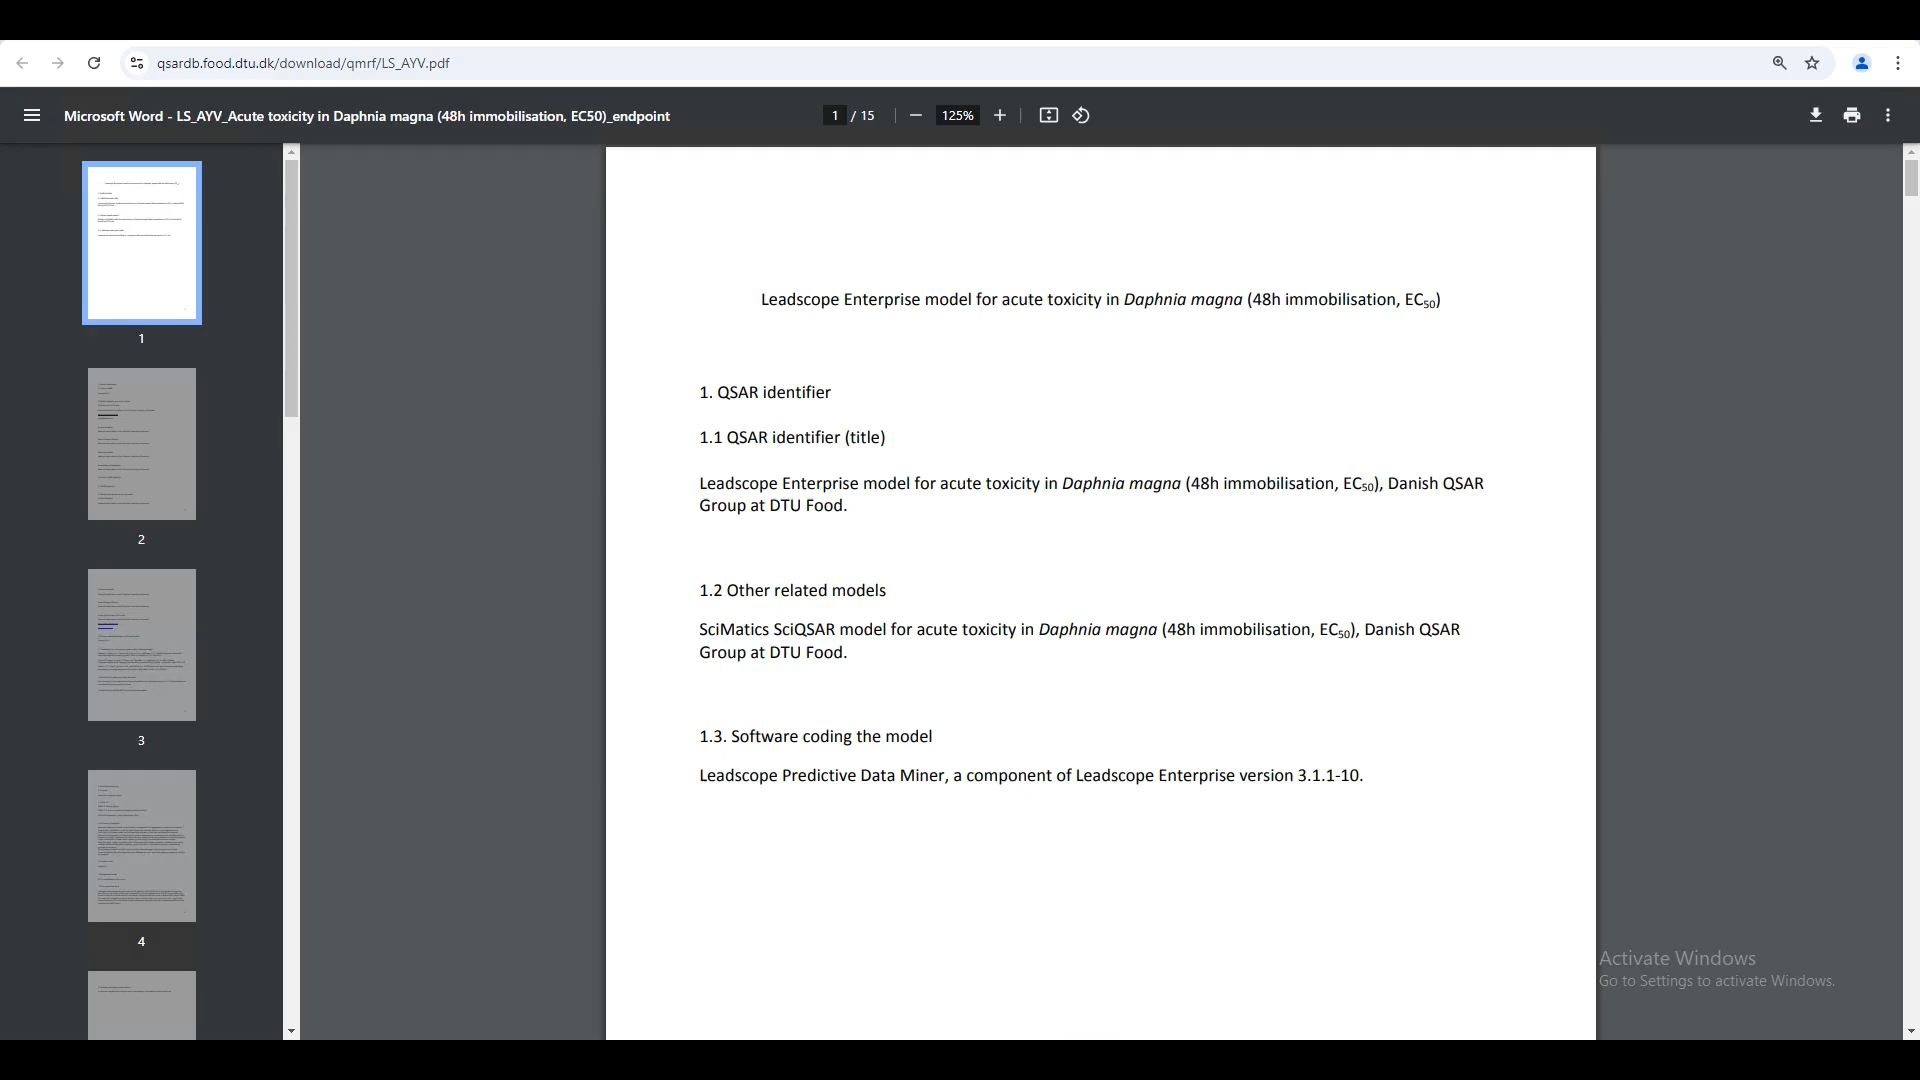 qsardb.food.dtu.dk/download/qmrf/LS_AYV.pdf
Microsoft Word - LS_AYV_Acute toxicity in Daphnia magna (48h immobilisation, EC50)_endpoint
1 / 15
125%
1
2
3
4
Leadscope Enterprise model for acute toxicity in Daphnia magna (48h immobilisation, EC50)
1. QSAR identifier
1.1 QSAR identifier (title)
Leadscope Enterprise model for acute toxicity in Daphnia magna (48h immobilisation, EC50), Danish QSAR
Group at DTU Food.
1.2 Other related models
SciMatics SciQSAR model for acute toxicity in Daphnia magna (48h immobilisation, EC50), Danish QSAR
Group at DTU Food.
1.3. Software coding the model
Leadscope Predictive Data Miner, a component of Leadscope Enterprise version 3.1.1-10.
Activate Windows
Go to Settings to activate Windows.